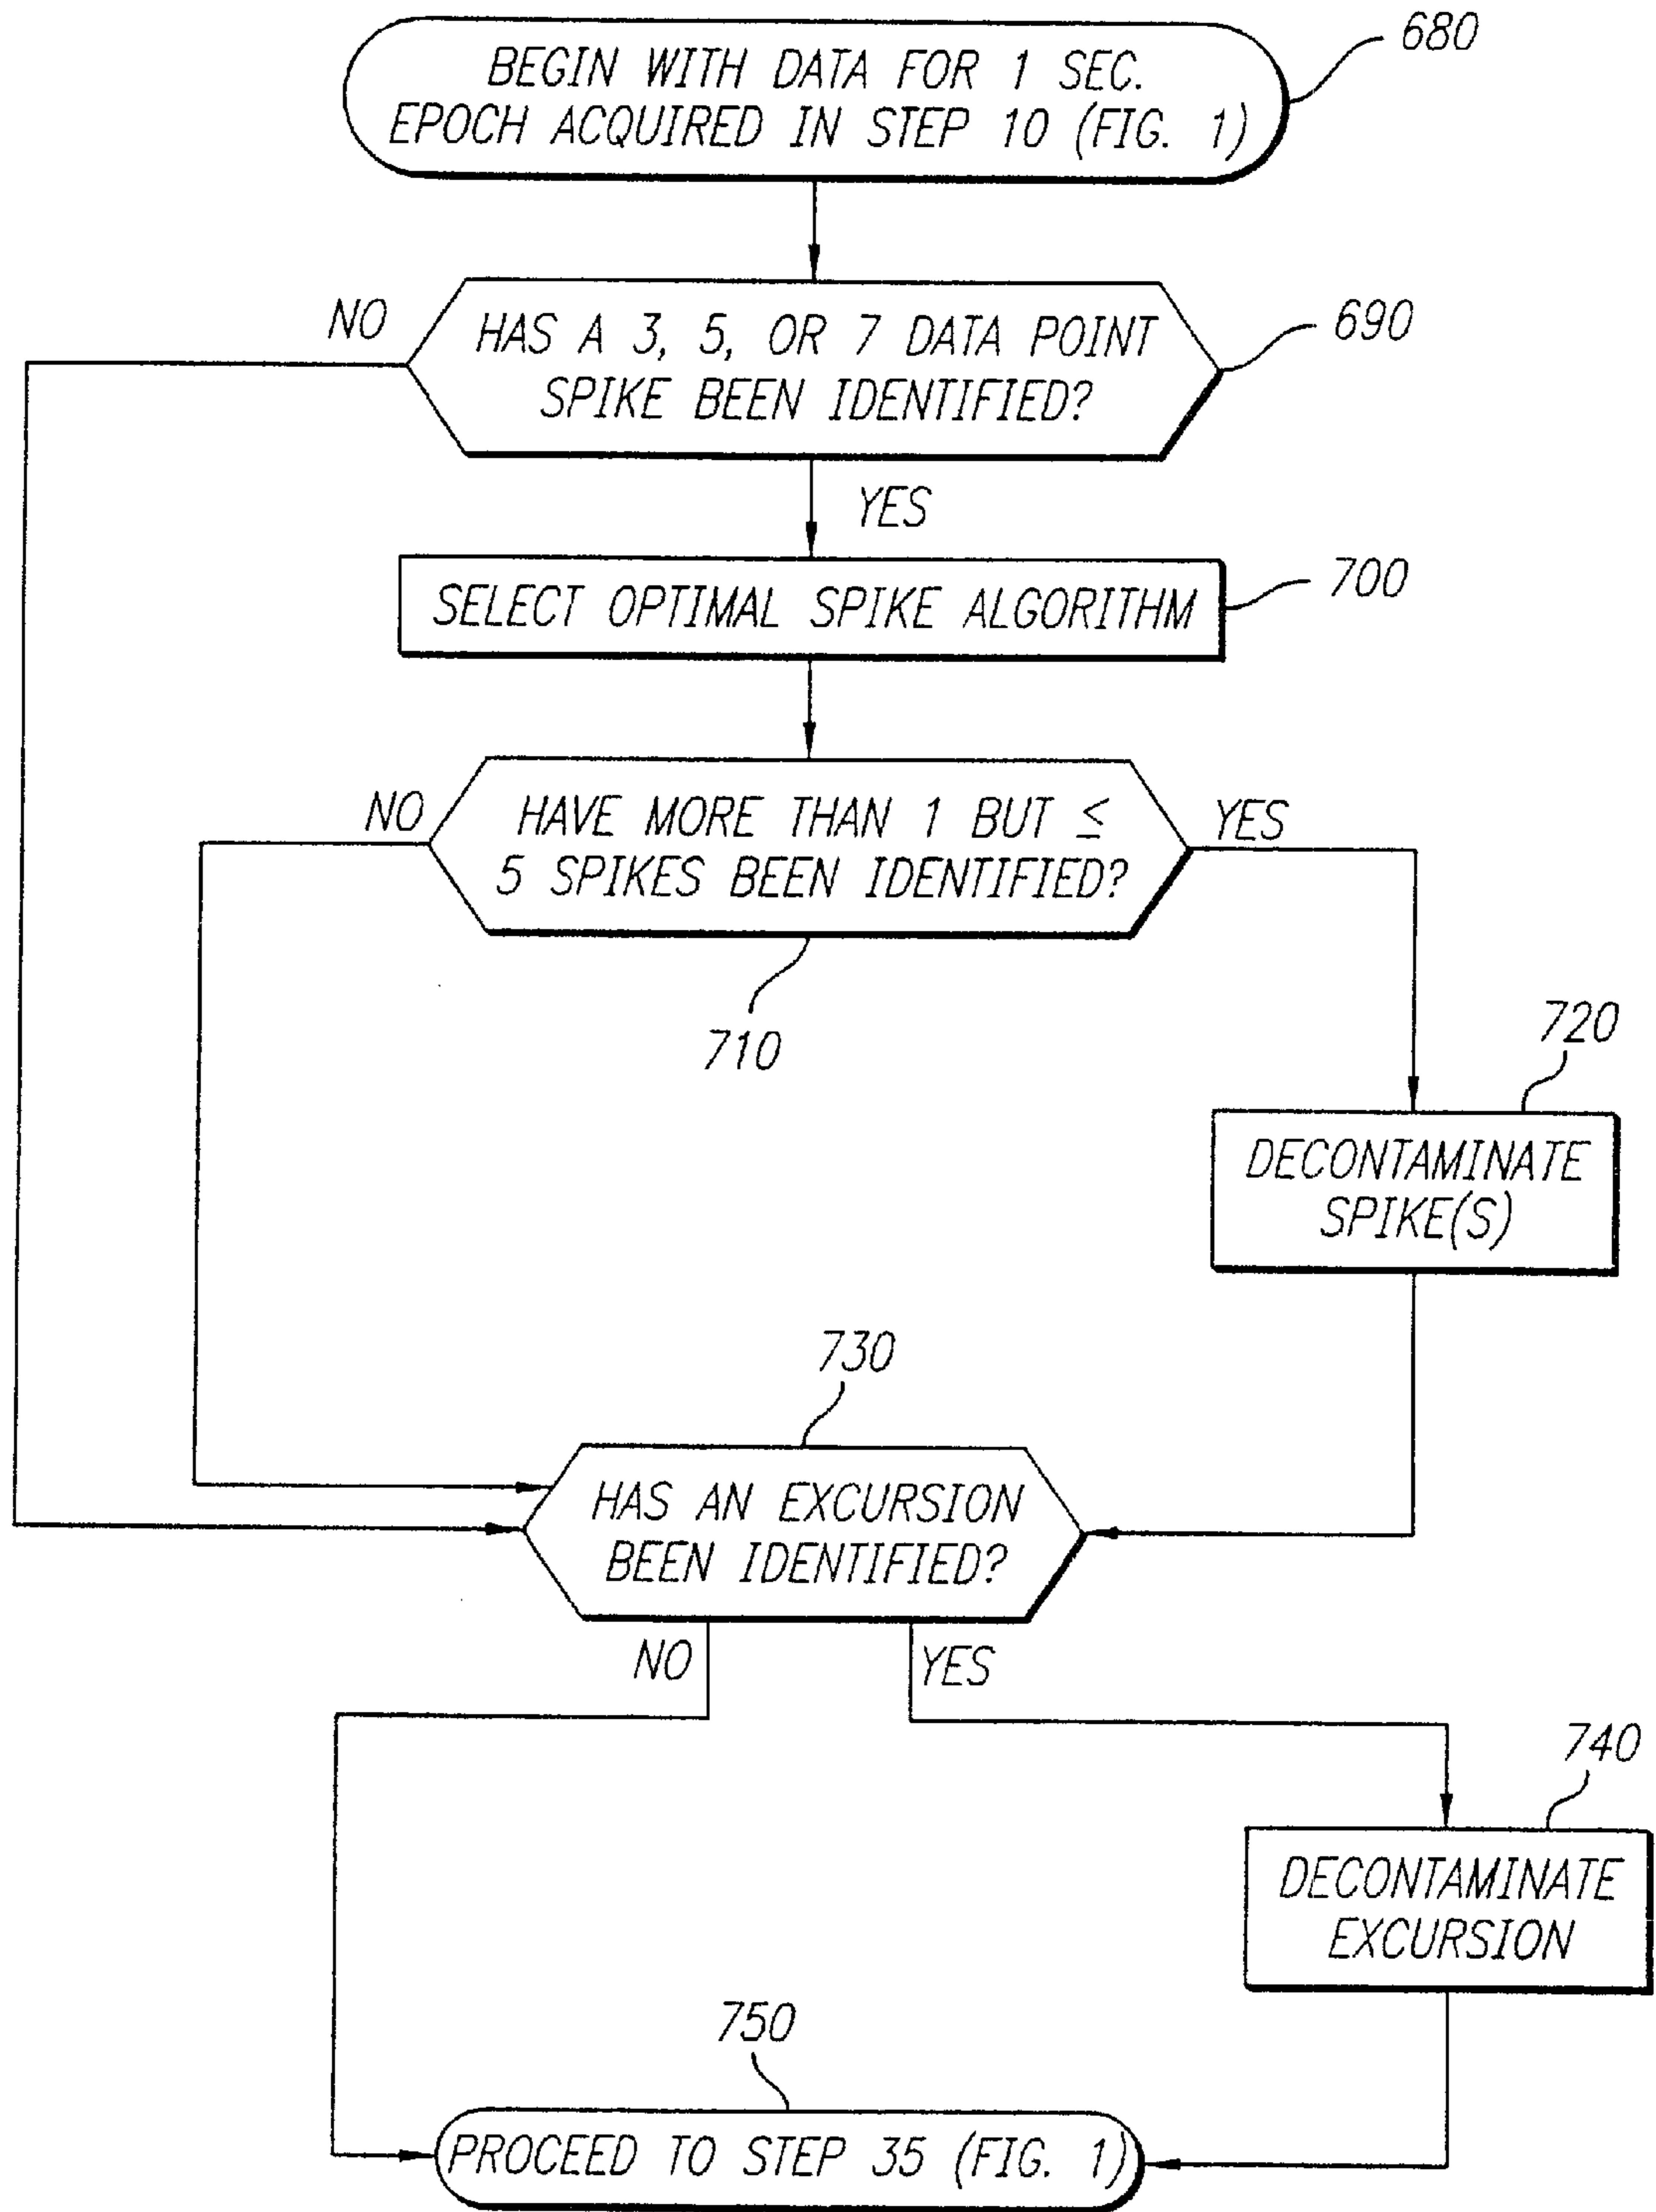 680
BEGIN WITH DATA FOR 1 SEC.
EPOCH ACQUIRED IN STEP 10 (FIG. 1)
NO
HAS A 3, 5, OR 7 DATA POINT
SPIKE BEEN IDENTIFIED?
690
YES
SELECT OPTIMAL SPIKE ALGORITHM
700
NO
HAVE MORE THAN 1 BUT ≤
5 SPIKES BEEN IDENTIFIED?
YES
710
720
DECONTAMINATE
SPIKE(S)
730
HAS AN EXCURSION
BEEN IDENTIFIED?
NO
YES
740
DECONTAMINATE
EXCURSION
750
PROCEED TO STEP 35 (FIG. 1)